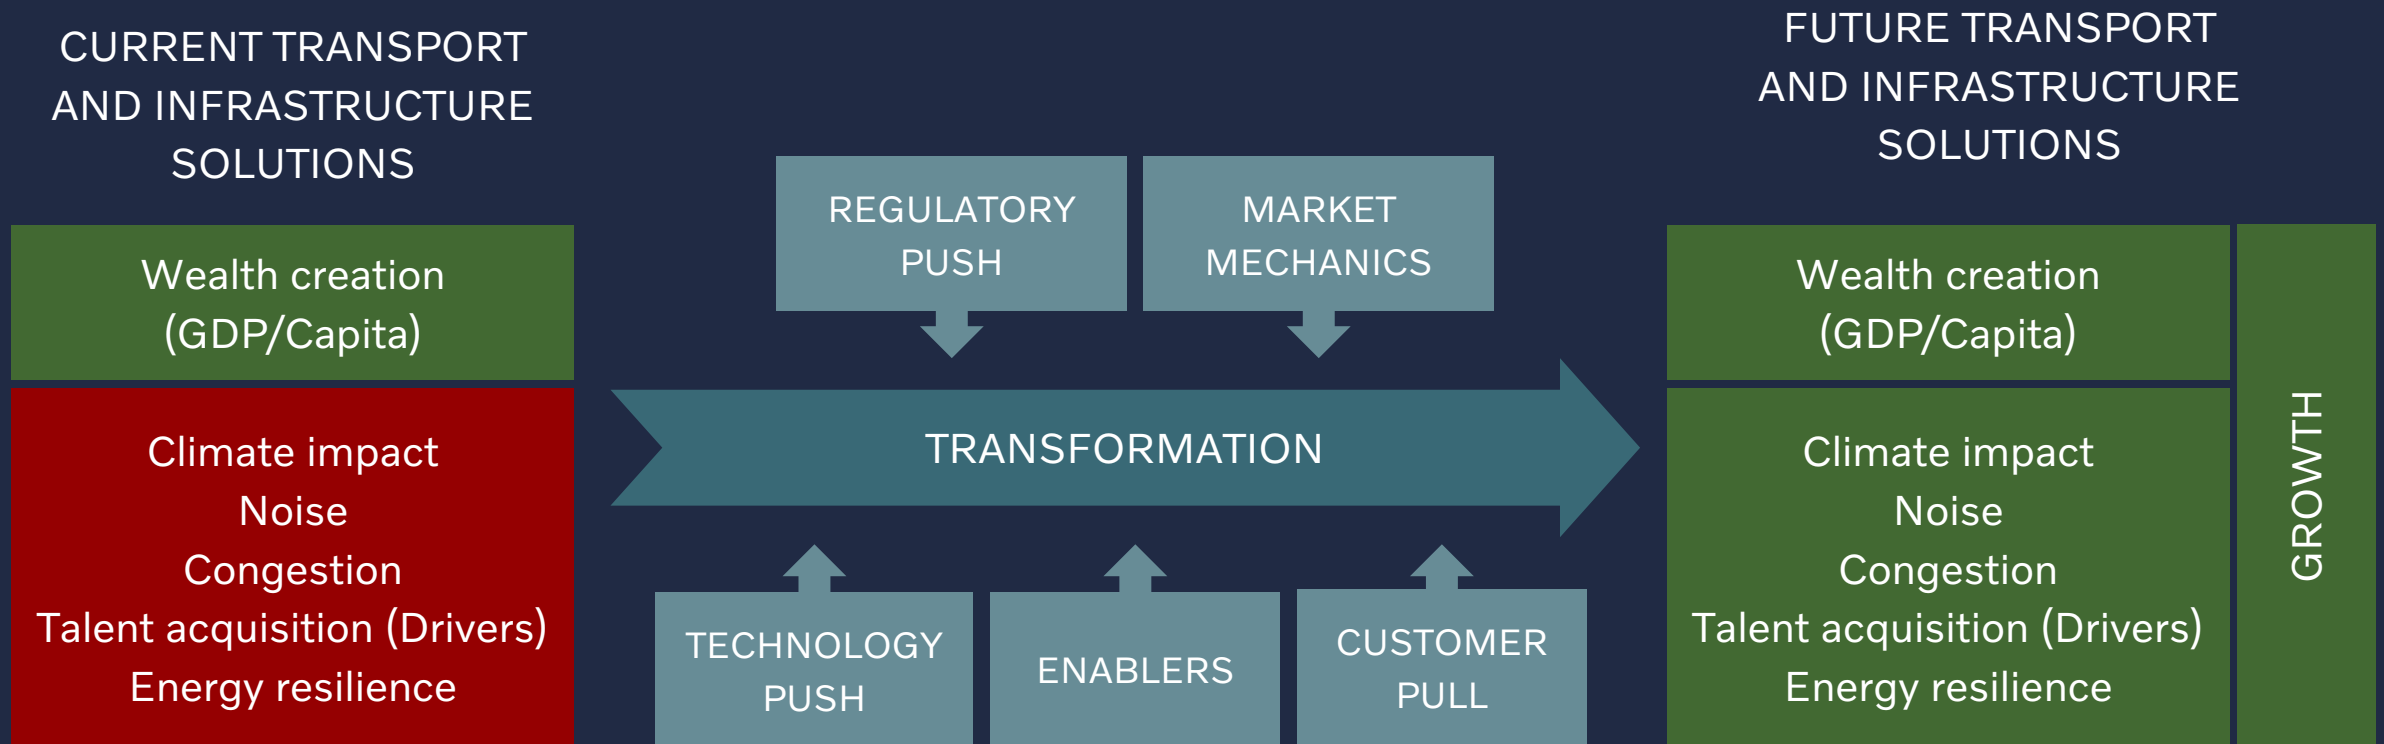 CURRENT TRANSPORT
AND INFRASTRUCTURE
SOLUTIONS
Wealth creation
(GDP/Capita)
Climate impact
Noise
Congestion
Talent acquisition (Drivers)
Energy resilience
REGULATORY
PUSH
MARKET
MECHANICS
TRANSFORMATION
TECHNOLOGY
PUSH
ENABLERS
CUSTOMER
PULL
FUTURE TRANSPORT
AND INFRASTRUCTURE
SOLUTIONS
Wealth creation
(GDP/Capita)
Climate impact
Noise
Congestion
Talent acquisition (Drivers)
Energy resilience
GROWTH